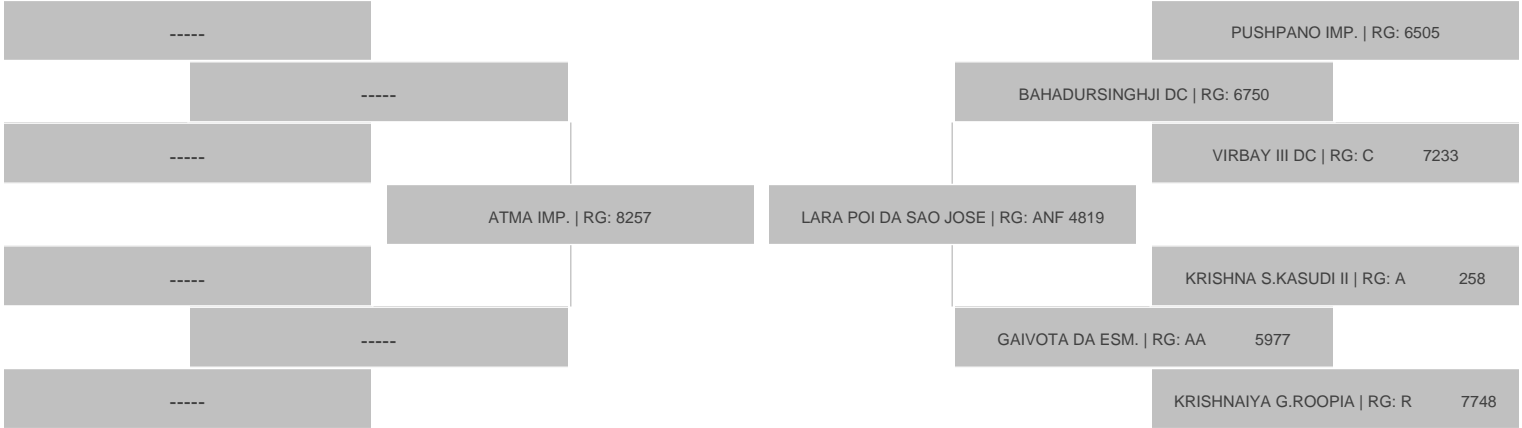 -----
PUSHPANO IMP. | RG: 6505
-----
BAHADURSINGHJI DC | RG: 6750
-----
VIRBAY III DC | RG: C 7233
ATMA IMP. | RG: 8257
LARA POI DA SAO JOSE | RG: ANF 4819
-----
KRISHNA S.KASUDI II | RG: A 258
-----
GAIVOTA DA ESM. | RG: AA 5977
-----
KRISHNAIYA G.ROOPIA | RG: R 7748